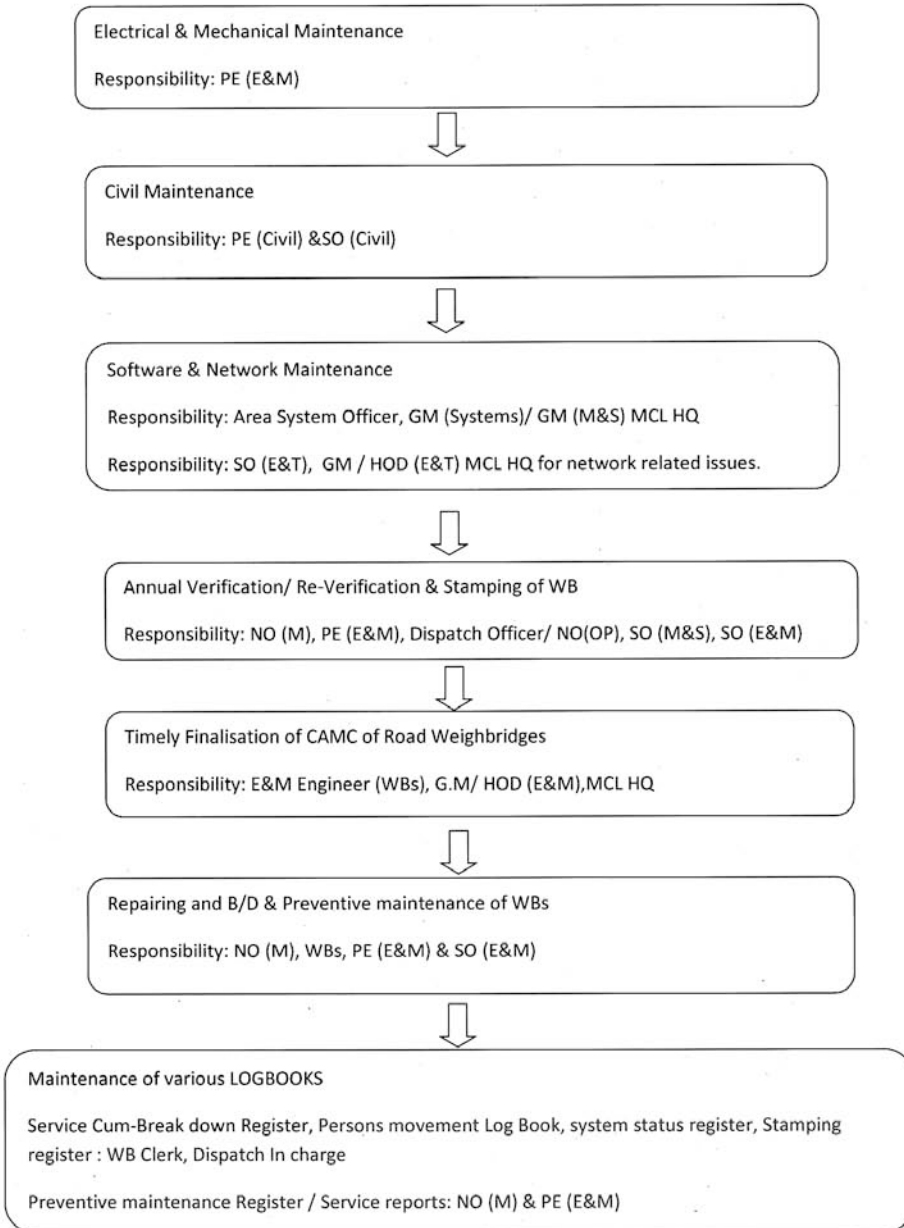 Electrical & Mechanical Maintenance
Responsibility: PE (E&M)
Civil Maintenance
Responsibility: PE (Civil) &SO (Civil)
Software & Network Maintenance
Responsibility: Area System Officer, GM (Systems)/ GM (M&S) MCL HQ
Responsibility: SO (E&T), GM / HOD (E&T) MCL HQ for network related issues.
Annual Verification/ Re-Verification & Stamping of WB
Responsibility: NO (M), PE (E&M), Dispatch Officer/ NO(OP), SO (M&S), SO (E&M)
Timely Finalisation of CAMC of Road Weighbridges
Responsibility: E&M Engineer (WBs), G.M/ HOD (E&M),MCL HQ
Repairing and B/D & Preventive maintenance of WBs
Responsibility: NO (M), WBs, PE (E&M) & SO (E&M)
Maintenance of various LOGBOOKS
Service Cum-Break down Register, Persons movement Log Book, system status register, Stamping
register : WB Clerk, Dispatch In charge
Preventive maintenance Register / Service reports: NO (M) & PE (E&M)